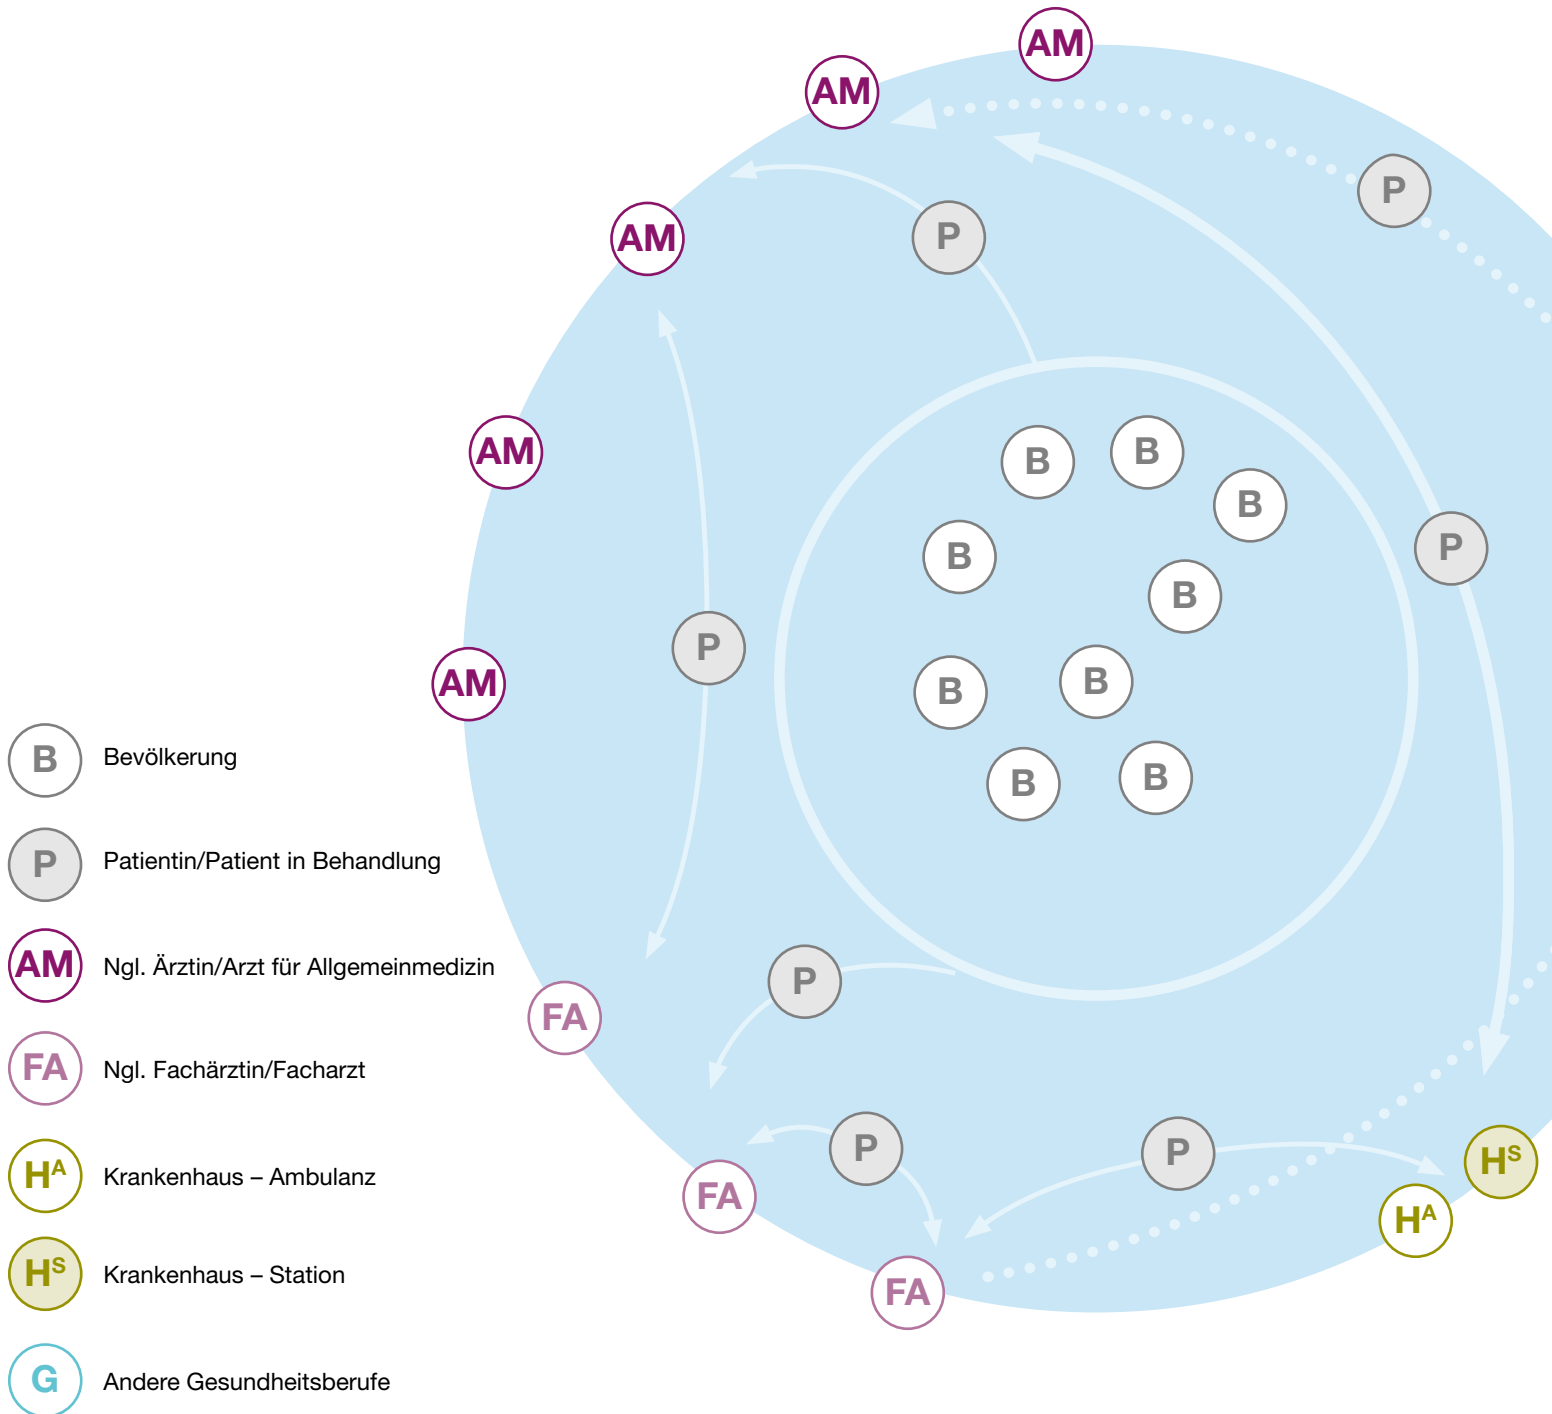 AM
AM
P
AM
P
AM
B
B
B
B
P
B
P
AM
B
B
B
B
B Bevölkerung
P Patientin/Patient in Behandlung
AM Ngl. Ärztin/Arzt für Allgemeinmedizin
P
FA
FA Ngl. Fachärztin/Facharzt
P
P
HS
HA Krankenhaus – Ambulanz
FA
HA
HS Krankenhaus – Station
FA
G Andere Gesundheitsberufe